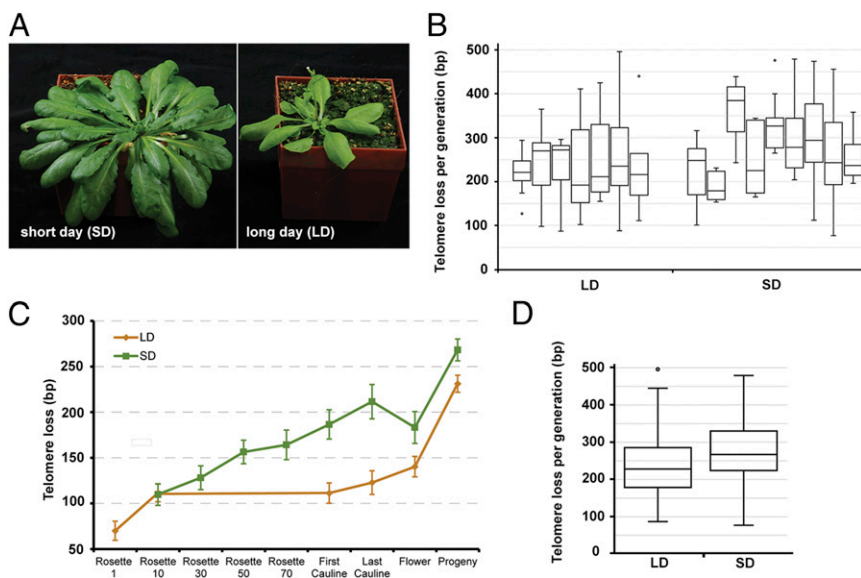 A
short day (SD)
long day (LD)
B
Telomere loss per generation (bp)
500
400
300
200
100
0
LD
SD
C
Telomere loss (bp)
300
250
200
150
100
50
LD
SD
Rosette 1
Rosette 10
Rosette 30
Rosette 50
Rosette 70
First Cauline
Last Cauline
Flower
Progeny
D
Telomere loss per generation (bp)
500
400
300
200
100
0
LD
SD